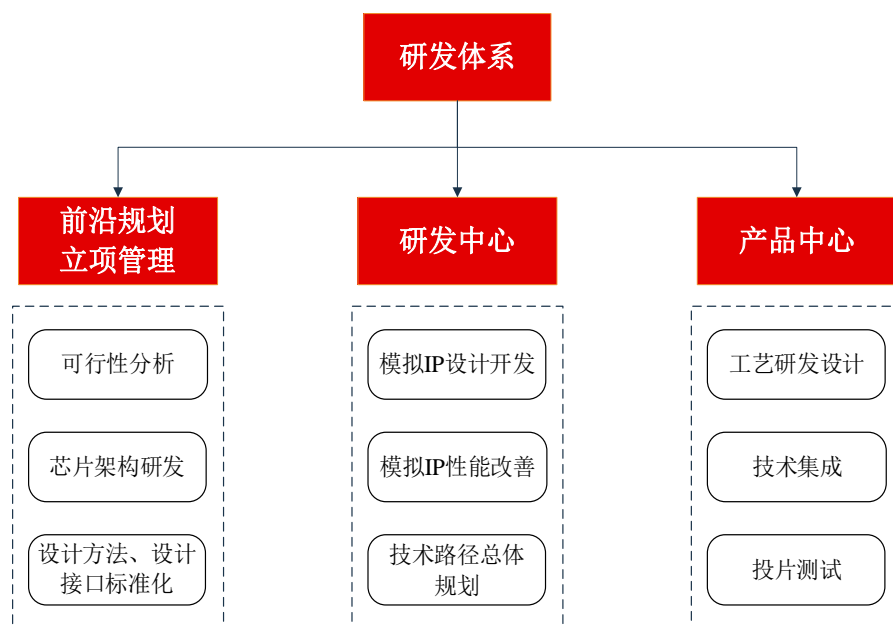 研发体系
前沿规划
立项管理
研发中心
产品中心
可行性分析
芯片架构研发
设计方法、设计
接口标准化
模拟IP设计开发
模拟IP性能改善
技术路径总体
规划
工艺研发设计
技术集成
投片测试